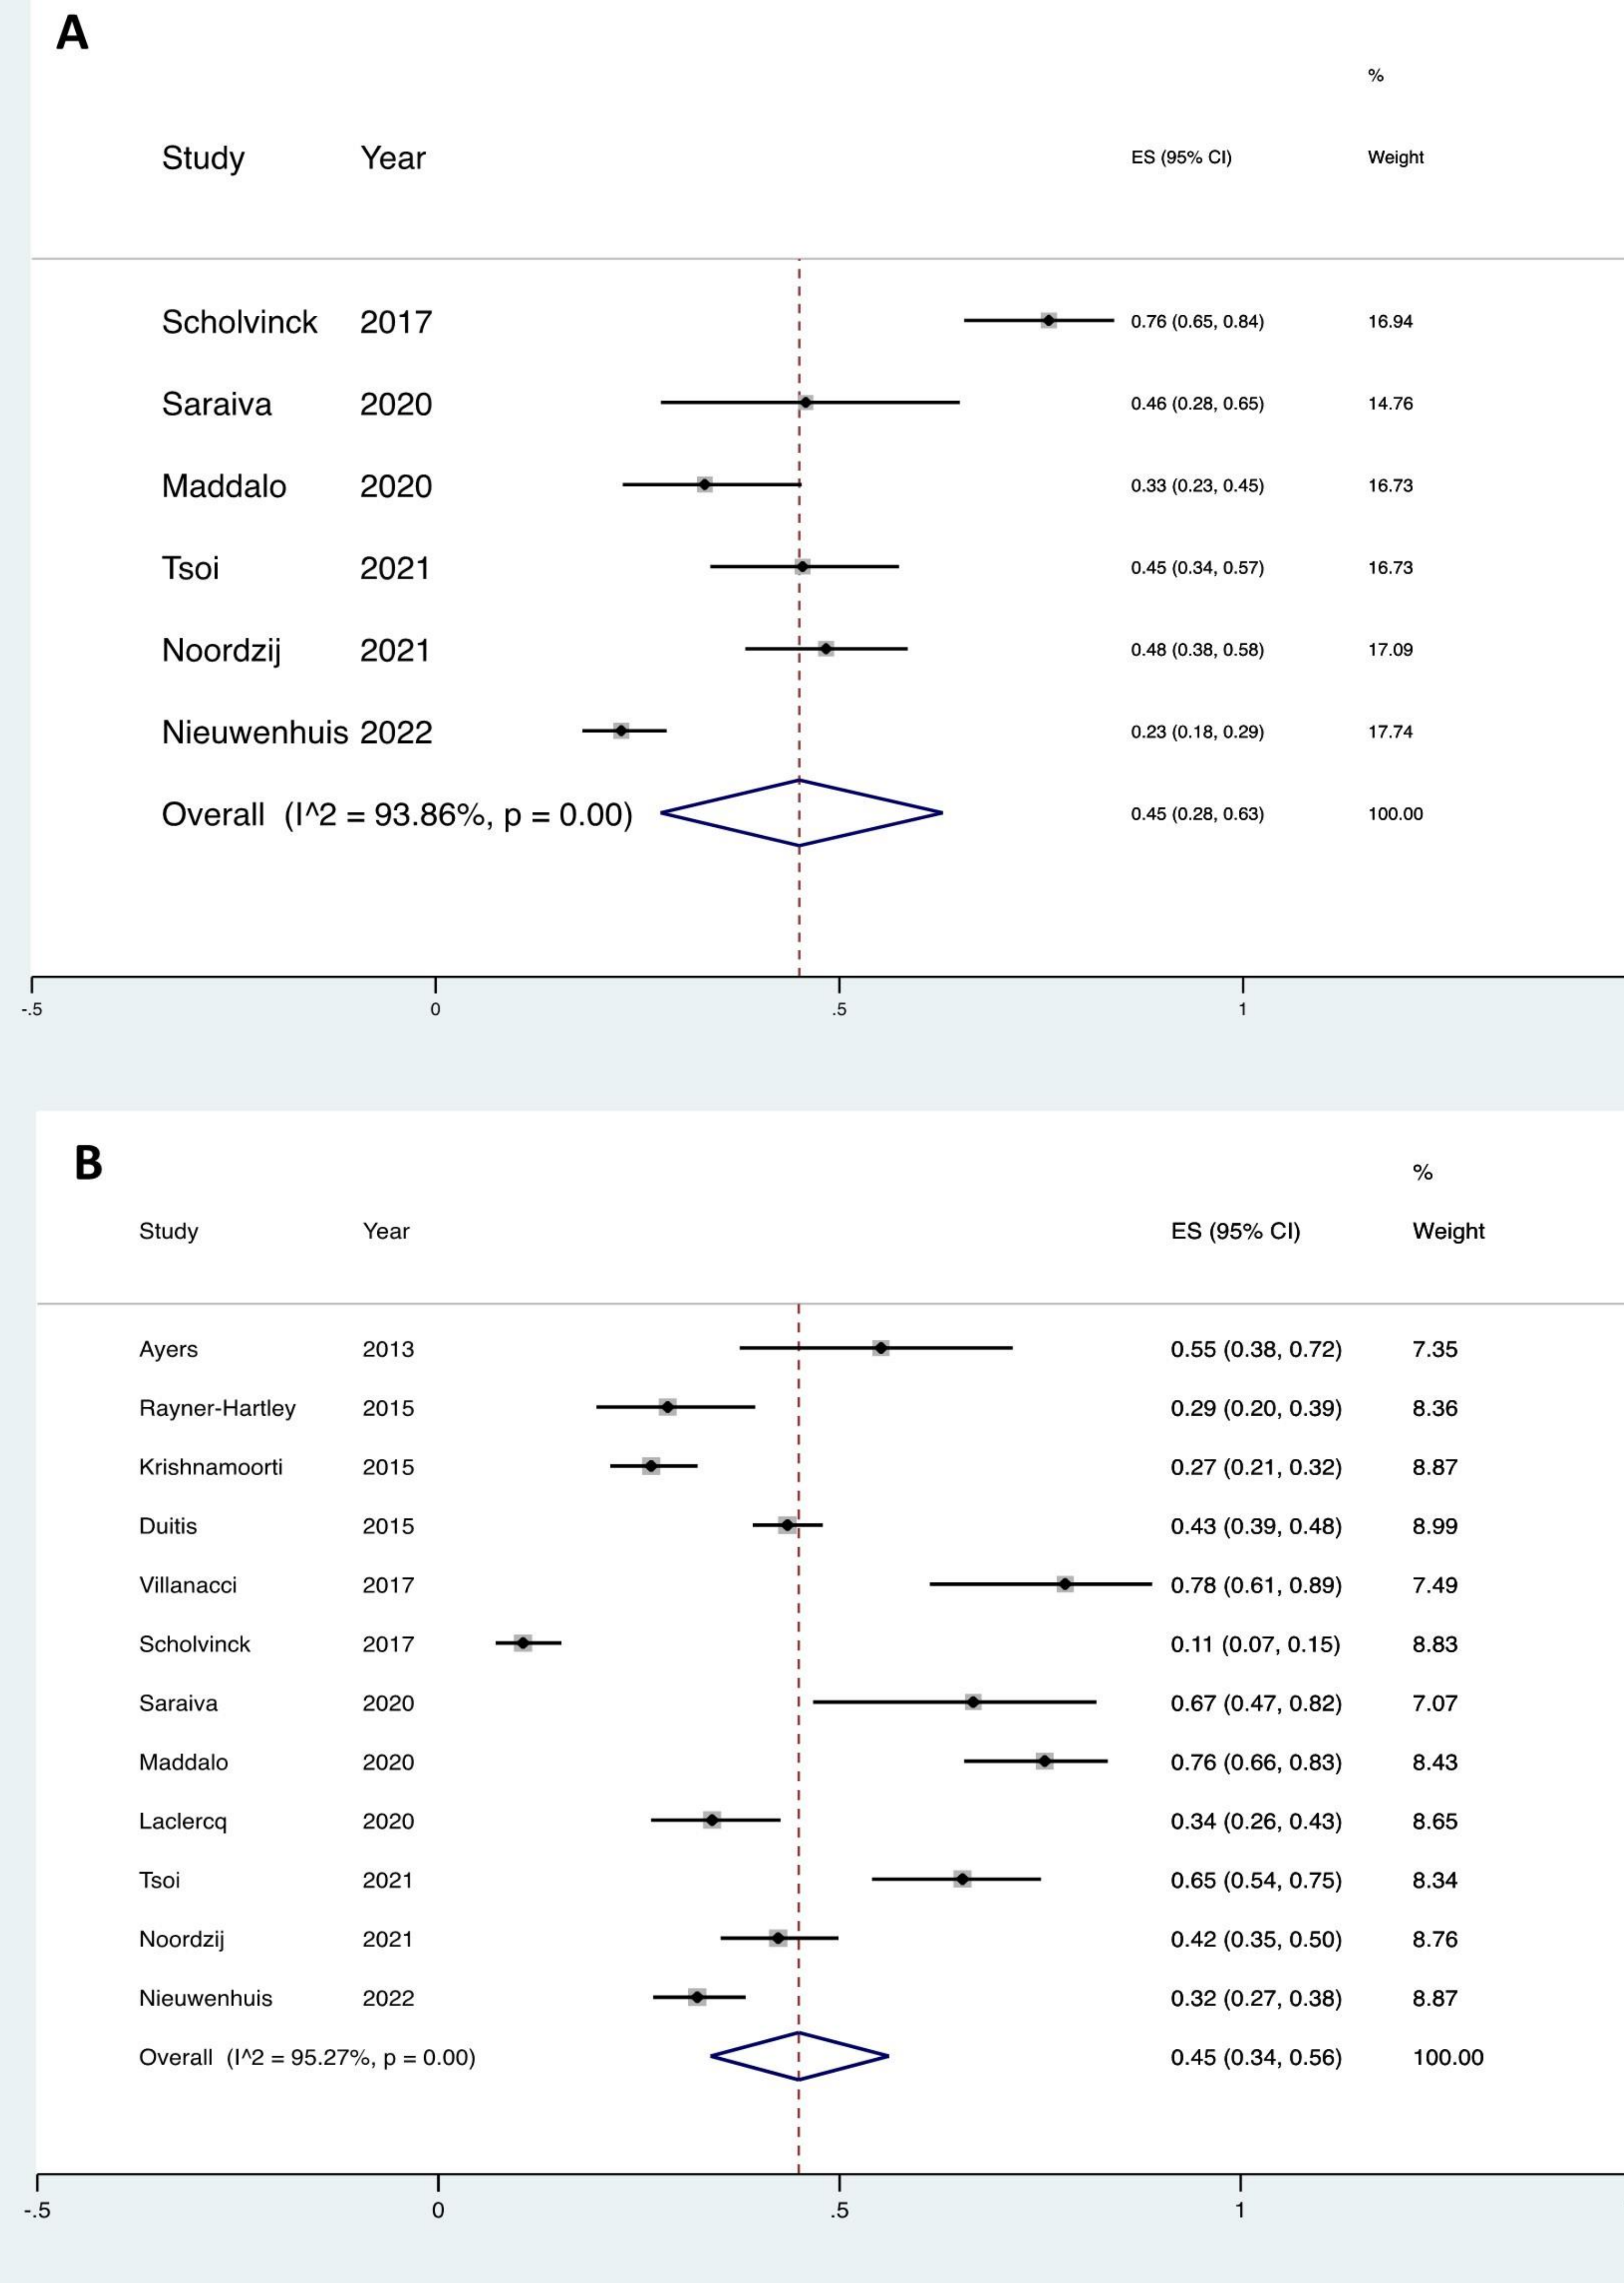 A
%
Study Year ES (95% CI) Weight
Scholvinck 2017 0.76 (0.65, 0.84) 16.94
Saraiva 2020 0.46 (0.28, 0.65) 14.76
Maddalo 2020 0.33 (0.23, 0.45) 16.73
Tsoi 2021 0.45 (0.34, 0.57) 16.73
Noordzij 2021 0.48 (0.38, 0.58) 17.09
Nieuwenhuis 2022 0.23 (0.18, 0.29) 17.74
Overall (I^2 = 93.86%, p = 0.00) 0.45 (0.28, 0.63) 100.00
-.5 0 .5 1
B
%
Study Year ES (95% CI) Weight
Ayers 2013 0.55 (0.38, 0.72) 7.35
Rayner-Hartley 2015 0.29 (0.20, 0.39) 8.36
Krishnamoorti 2015 0.27 (0.21, 0.32) 8.87
Duitis 2015 0.43 (0.39, 0.48) 8.99
Villanacci 2017 0.78 (0.61, 0.89) 7.49
Scholvinck 2017 0.11 (0.07, 0.15) 8.83
Saraiva 2020 0.67 (0.47, 0.82) 7.07
Maddalo 2020 0.76 (0.66, 0.83) 8.43
Laclercq 2020 0.34 (0.26, 0.43) 8.65
Tsoi 2021 0.65 (0.54, 0.75) 8.34
Noordzij 2021 0.42 (0.35, 0.50) 8.76
Nieuwenhuis 2022 0.32 (0.27, 0.38) 8.87
Overall (I^2 = 95.27%, p = 0.00) 0.45 (0.34, 0.56) 100.00
-.5 0 .5 1